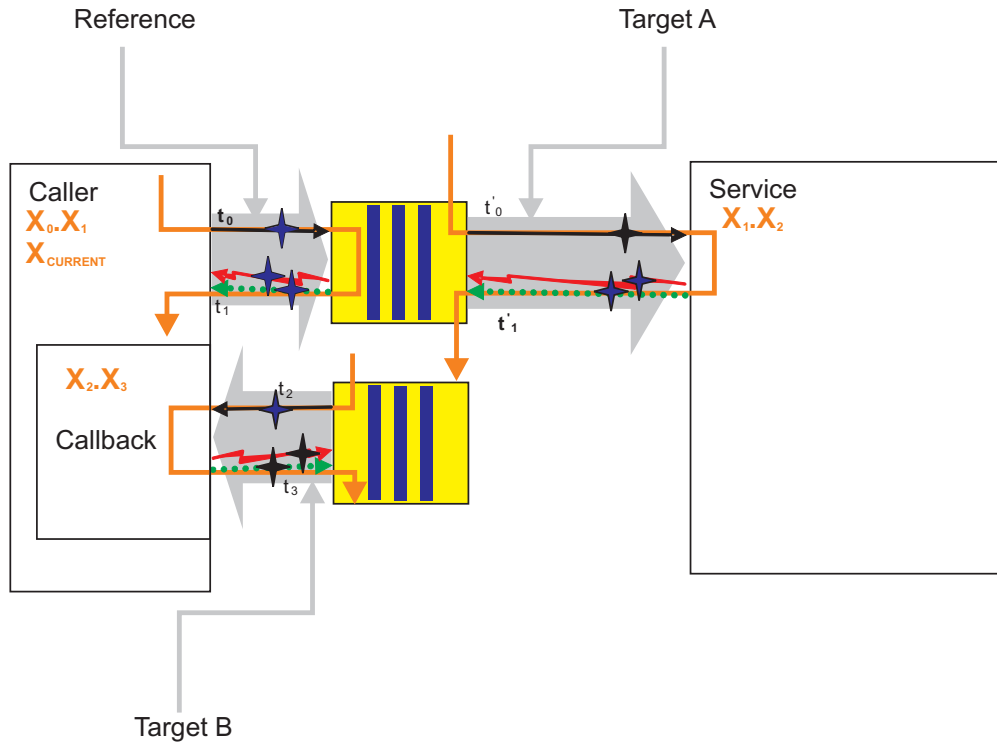 Reference
Target A
Caller
X0.X1
XCURRENT
t0
t1
t'0
t'1
Service
X1.X2
X2.X3
Callback
t2
t3
Target B